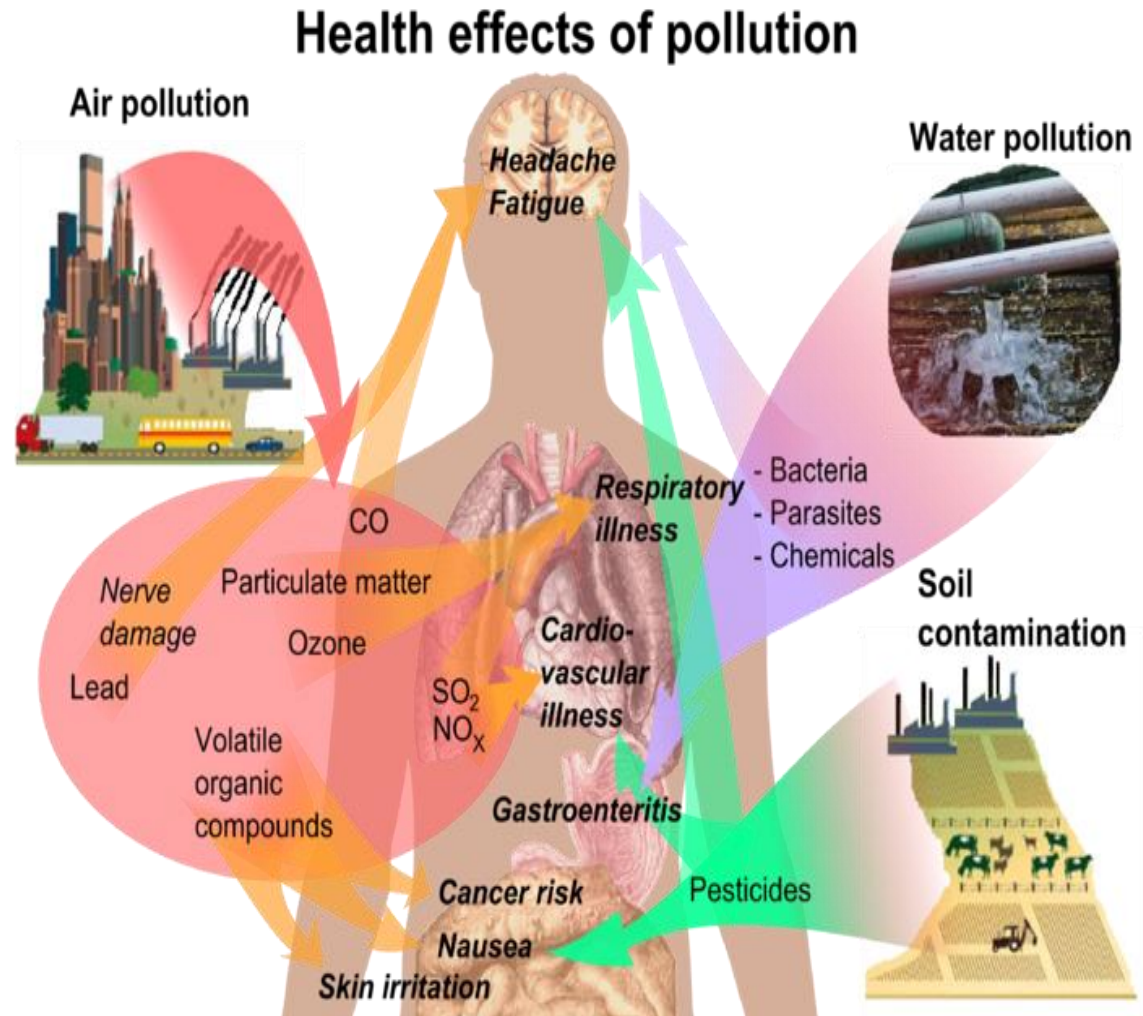 Health effects of pollution
Air pollution
Water pollution
Headache
Fatigue
CO
Particulate matter
Nerve
damage
Ozone
Lead
SO₂
NOₓ
Volatile
organic
compounds
Respiratory
illness
- Bacteria
- Parasites
- Chemicals
Cardio-
vascular
illness
Soil
contamination
Gastroenteritis
Pesticides
Cancer risk
Nausea
Skin irritation